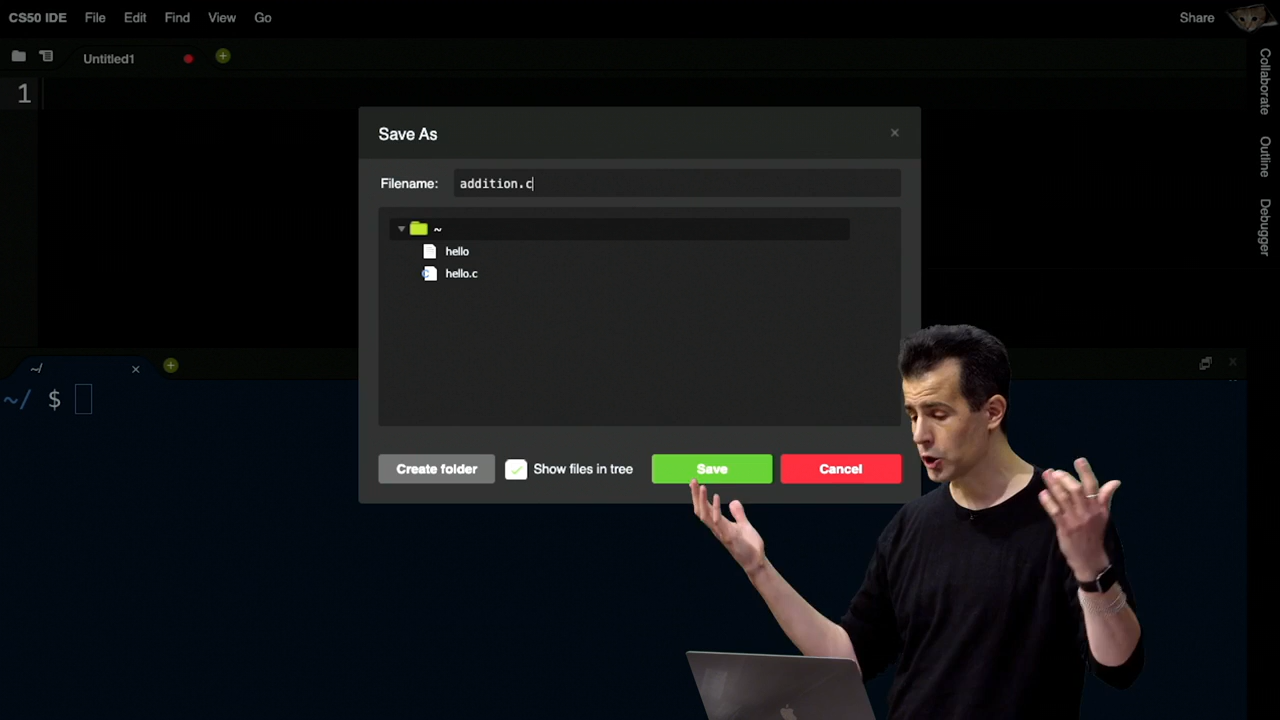 CS50 IDE File Edit Find View Go Share
Untitled1
Collaborate
Outline
Debugger
1
Save As
Filename: addition.c
~
hello
hello.c
~/
~/ $
Create folder Show files in tree Save Cancel